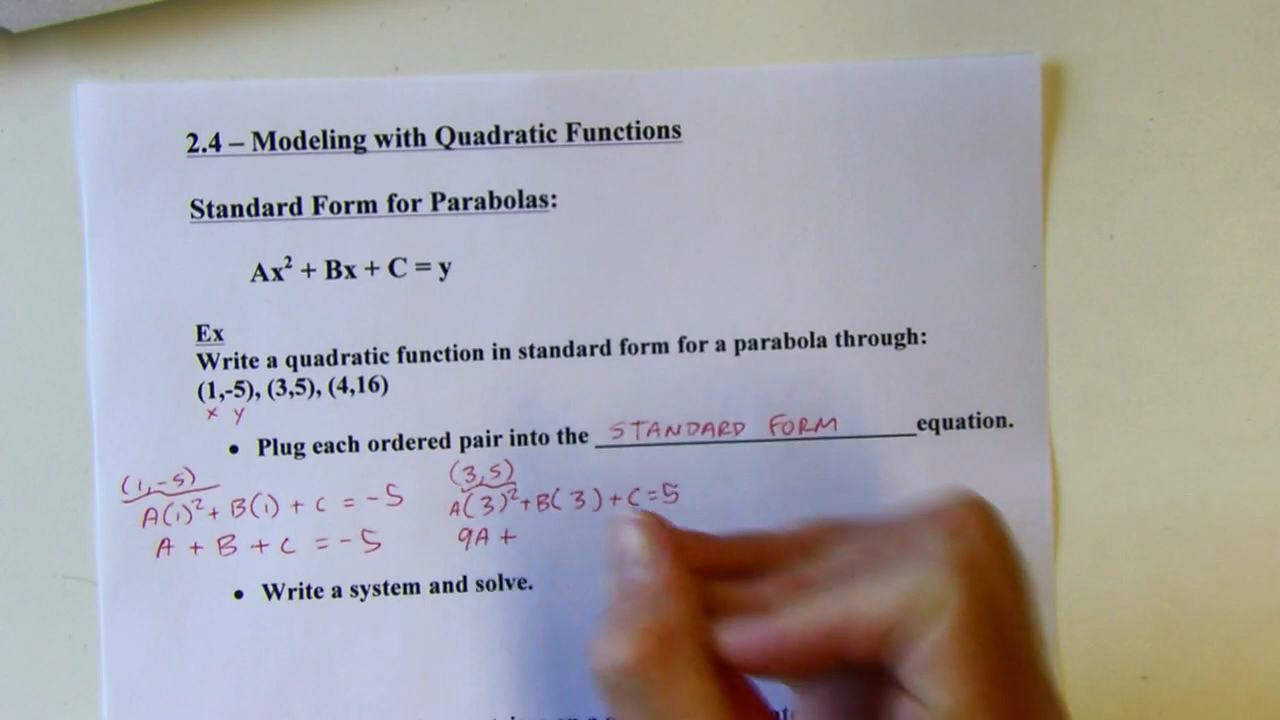 2.4 – Modeling with Quadratic Functions
Standard Form for Parabolas:
Ax² + Bx + C = y
Ex
Write a quadratic function in standard form for a parabola through:
(1,-5), (3,5), (4,16)
x y
• Plug each ordered pair into the STANDARD FORM equation.
(1,-5) (3,5)
A(1)² + B(1) + C = -5 A(3)²+B(3)+C=5
A + B + C = -5 9A +
• Write a system and solve.